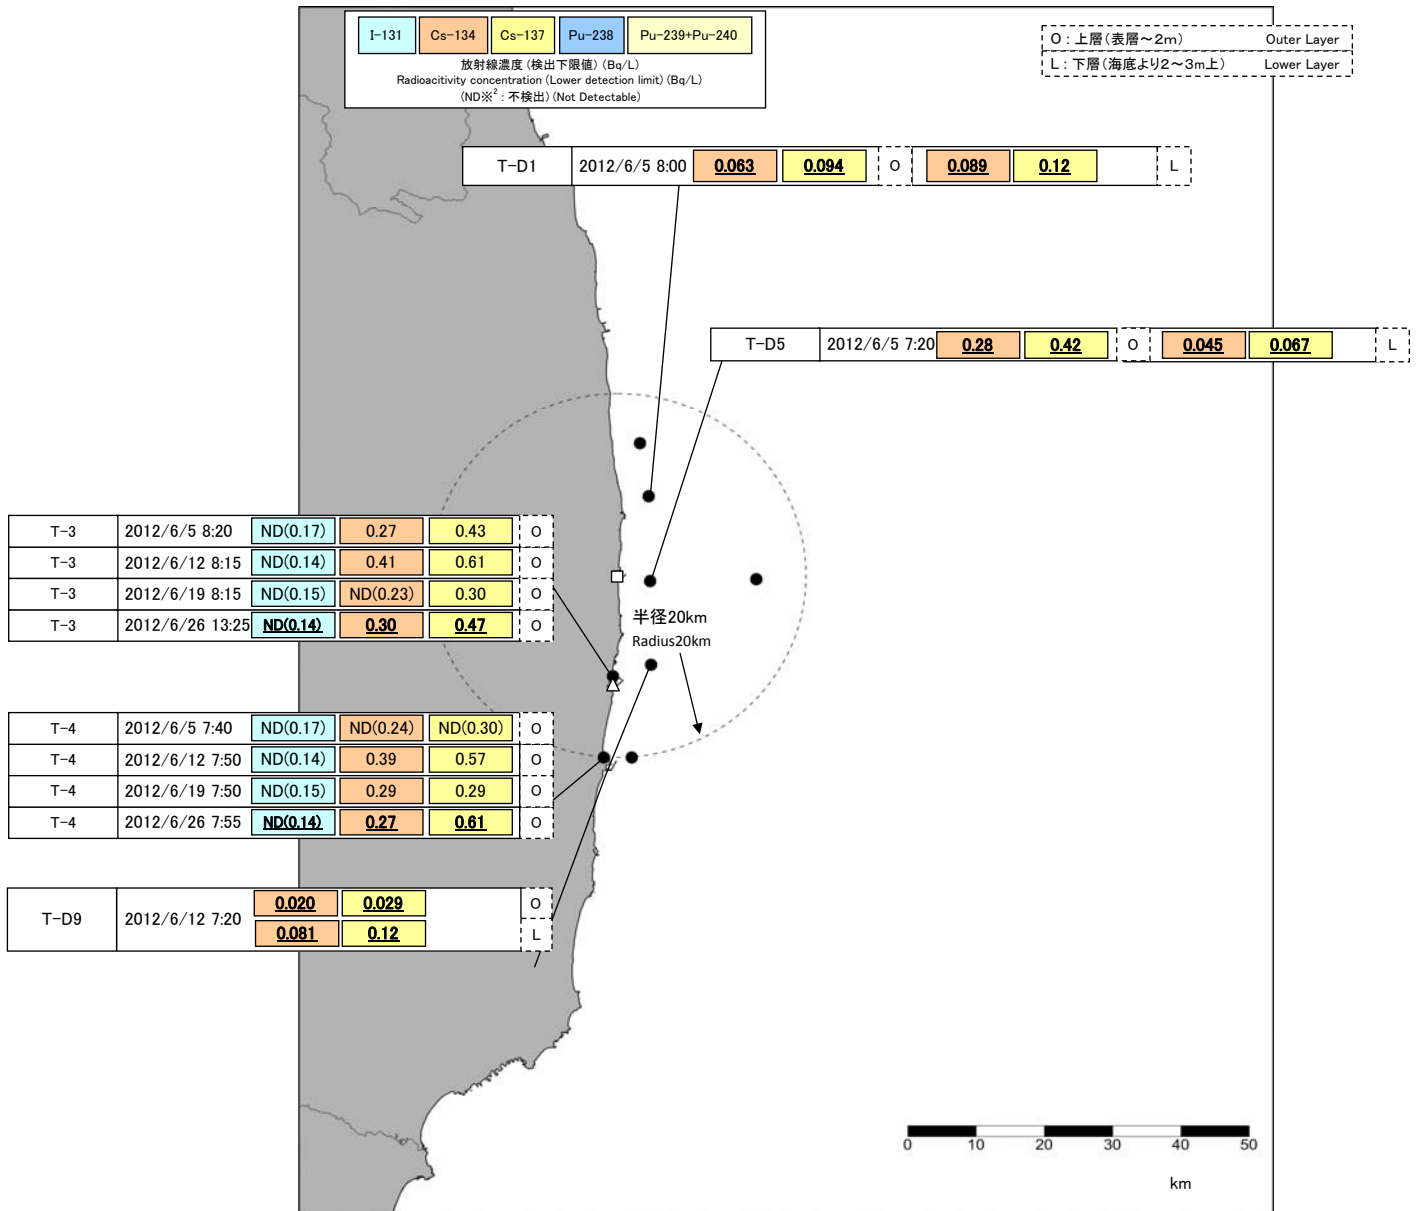 I-131 Cs-134 Cs-137 Pu-238 Pu-239+Pu-240
放射線濃度 (検出下限値) (Bq/L)
Radioacitivity concentration (Lower detection limit) (Bq/L)
(ND※²：不検出) (Not Detectable)
O：上層(表層～2m) Outer Layer
L：下層(海底より2～3m上) Lower Layer
T-D1 2012/6/5 8:00 0.063 0.094 O 0.089 0.12 L
T-D5 2012/6/5 7:20 0.28 0.42 O 0.045 0.067 L
T-3 2012/6/5 8:20 ND(0.17) 0.27 0.43 O
T-3 2012/6/12 8:15 ND(0.14) 0.41 0.61 O
T-3 2012/6/19 8:15 ND(0.15) ND(0.23) 0.30 O
T-3 2012/6/26 13:25 ND(0.14) 0.30 0.47 O
半径20km
Radius20km
T-4 2012/6/5 7:40 ND(0.17) ND(0.24) ND(0.30) O
T-4 2012/6/12 7:50 ND(0.14) 0.39 0.57 O
T-4 2012/6/19 7:50 ND(0.15) 0.29 0.29 O
T-4 2012/6/26 7:55 ND(0.14) 0.27 0.61 O
T-D9 2012/6/12 7:20 0.020 0.029 O
0.081 0.12 L
0 10 20 30 40 50
km